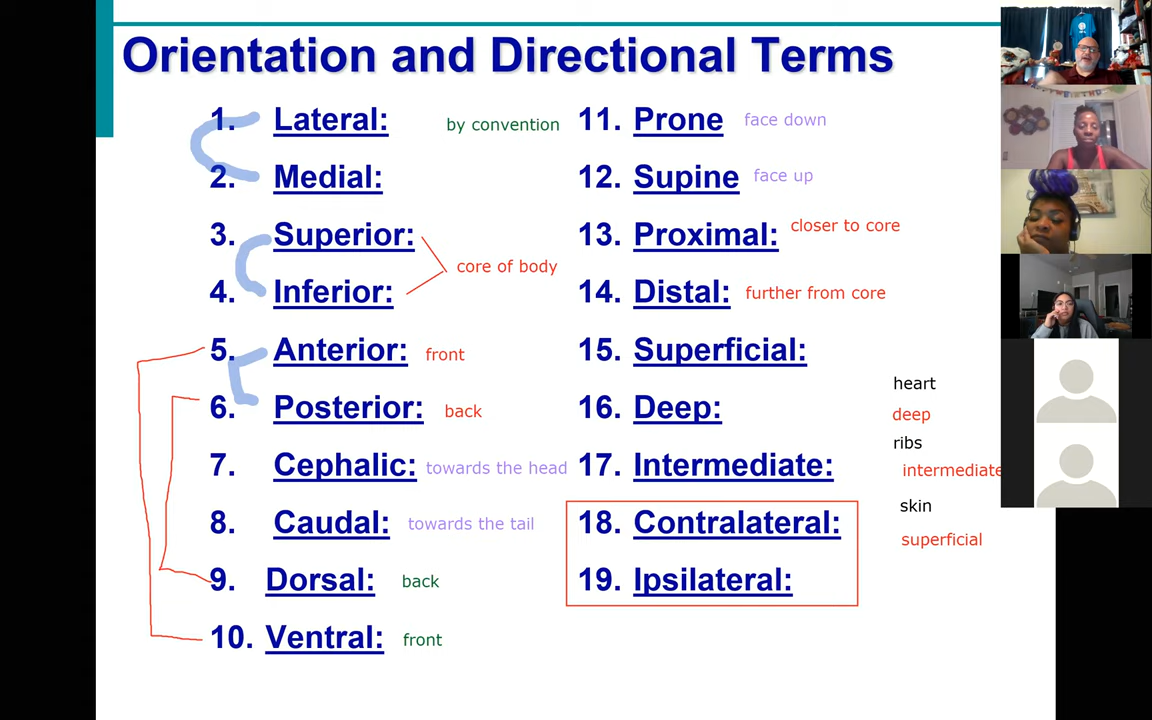 Orientation and Directional Terms
1. Lateral: by convention
2. Medial:
3. Superior:
core of body
4. Inferior:
5. Anterior: front
6. Posterior: back
7. Cephalic: towards the head
8. Caudal: towards the tail
9. Dorsal: back
10. Ventral: front
11. Prone face down
12. Supine face up
13. Proximal: closer to core
14. Distal: further from core
15. Superficial:
16. Deep:
17. Intermediate:
18. Contralateral:
19. Ipsilateral:
heart
deep
ribs
intermediate
skin
superficial